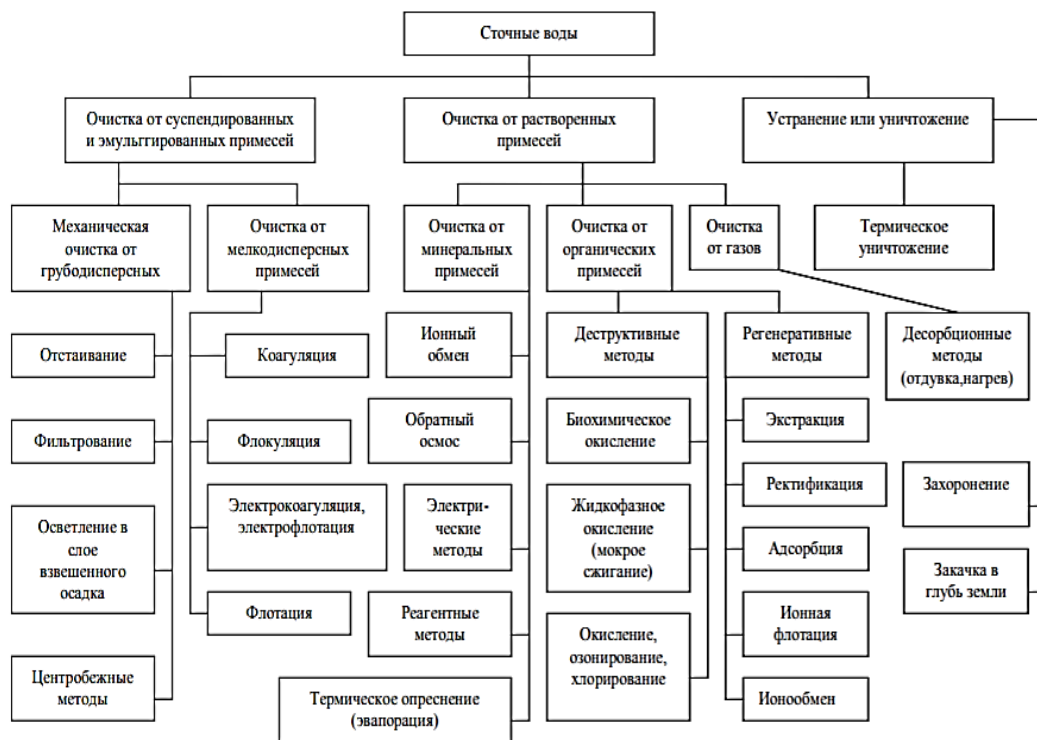 Сточные воды
Очистка от суспендированных
и эмульггированных примесей
Очистка от растворенных
примесей
Устранение или уничтожение
Механическая
очистка от
грубодисперсных
Очистка от
мелкодисперсных
примесей
Очистка от
минеральных
примесей
Очистка от
органических
примесей
Очистка
от газов
Термическое
уничтожение
Отстаивание
Коагуляция
Ионный
обмен
Деструктивные
методы
Регенеративные
методы
Десорбционные
методы
(отдувка,нагрев)
Фильтрование
Флокуляция
Обратный
осмос
Биохимическое
окисление
Экстракция
Осветление в
слое
взвешенного
осадка
Электрокоагуляция,
электрофлотация
Электри-
ческие
методы
Жидкофазное
окисление
(мокрое
сжигание)
Ректификация
Захоронение
Адсорбция
Закачка в
глубь земли
Флотация
Реагентные
методы
Окисление,
озонирование,
хлорирование
Ионная
флотация
Центробежные
методы
Термическое опреснение
(эвапорация)
Ионообмен